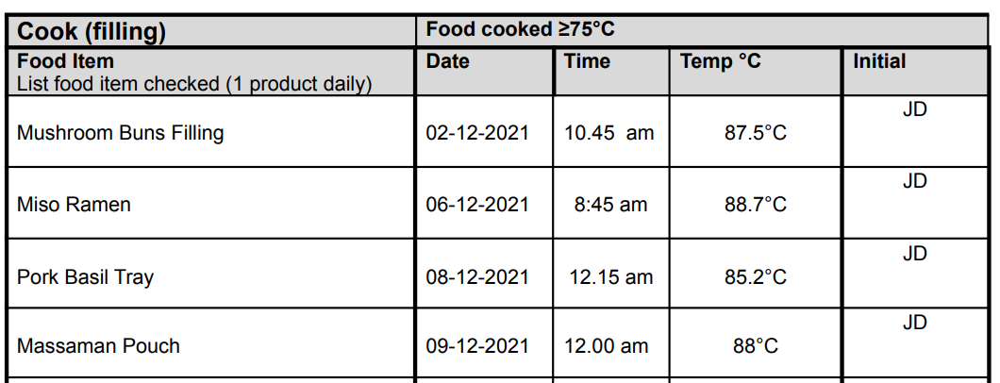 Cook (filling) Food cooked ≥75°C
Food Item Date Time Temp °C Initial
List food item checked (1 product daily)
JD
Mushroom Buns Filling 02-12-2021 10.45 am 87.5°C
JD
Miso Ramen 06-12-2021 8:45 am 88.7°C
JD
Pork Basil Tray 08-12-2021 12.15 am 85.2°C
JD
Massaman Pouch 09-12-2021 12.00 am 88°C